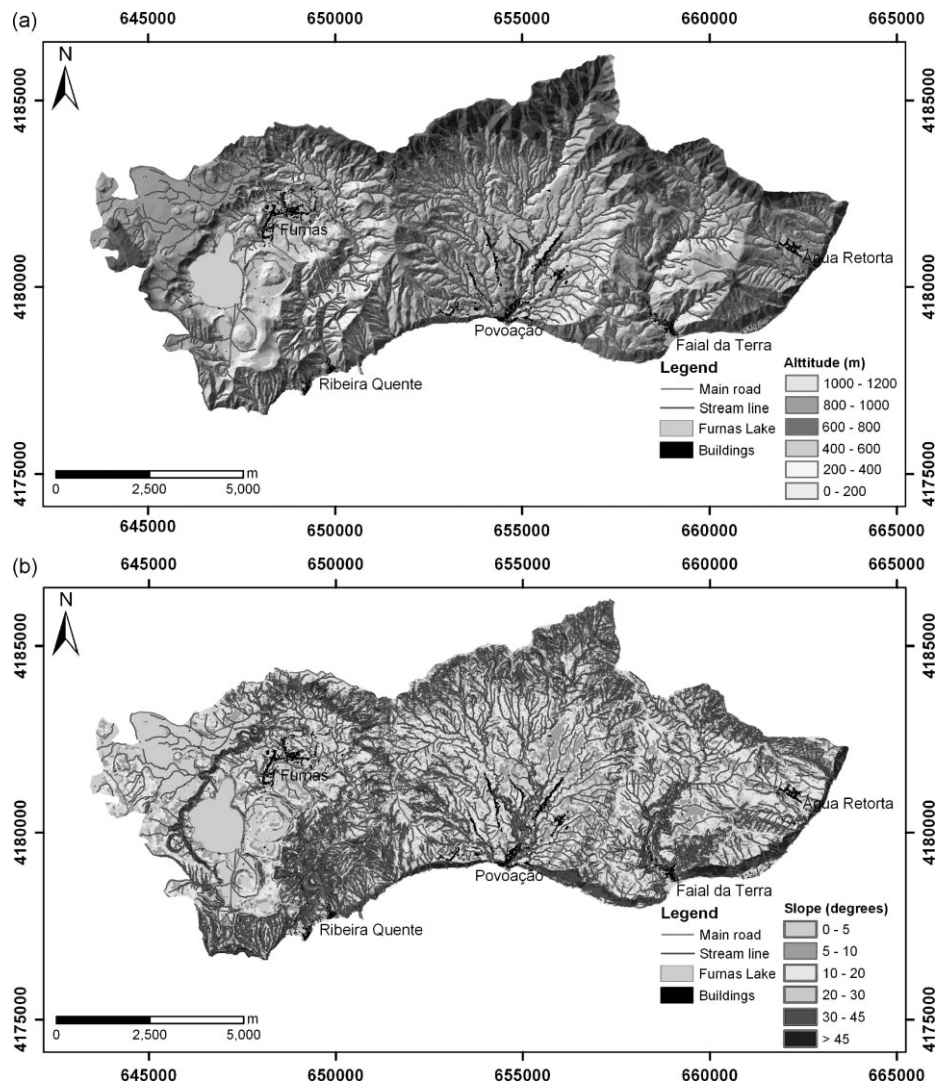 (a)
645000 650000 655000 660000 665000
N
4185000
4185000
Furnas
Água Retorta
4180000
4180000
Povoação
Faial da Terra
Ribeira Quente
Legend
Main road
Stream line
Furnas Lake
Buildings
Alttitude (m)
1000 - 1200
800 - 1000
600 - 800
400 - 600
200 - 400
0 - 200
4175000
4175000
m
0 2,500 5,000
645000 650000 655000 660000 665000
(b)
645000 650000 655000 660000 665000
N
4185000
4185000
Furnas
Água Retorta
4180000
4180000
Povoação
Faial da Terra
Ribeira Quente
Legend
Main road
Stream line
Furnas Lake
Buildings
Slope (degrees)
0 - 5
5 - 10
10 - 20
20 - 30
30 - 45
> 45
4175000
4175000
m
0 2,500 5,000
645000 650000 655000 660000 665000